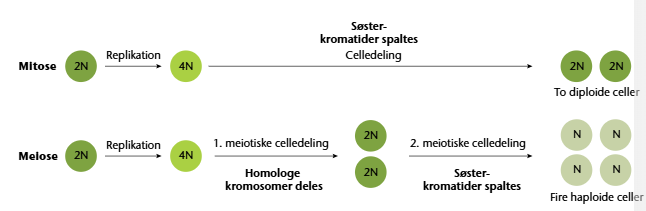 Søster-
kromatider spaltes
Mitose 2N Replikation 4N Celledeling 2N 2N
To diploide celler
Meiose 2N Replikation 4N 1. meiotiske celledeling 2N 2. meiotiske celledeling N N
2N N N
Homologe
kromosomer deles
Søster-
kromatider spaltes
Fire haploide celler